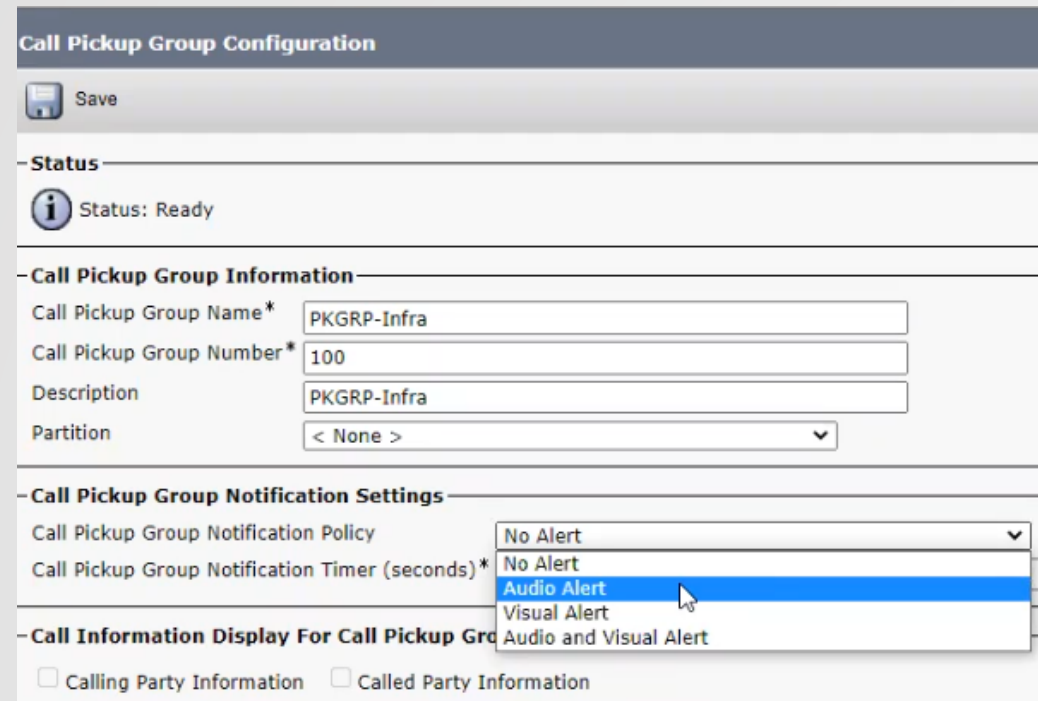 Call Pickup Group Configuration
Save
Status
i Status: Ready
Call Pickup Group Information
Call Pickup Group Name* PKGRP-Infra
Call Pickup Group Number* 100
Description PKGRP-Infra
Partition < None >
Call Pickup Group Notification Settings
Call Pickup Group Notification Policy No Alert
Call Pickup Group Notification Timer (seconds)* No Alert
Audio Alert
Visual Alert
Call Information Display For Call Pickup Gro Audio and Visual Alert
Calling Party Information Called Party Information